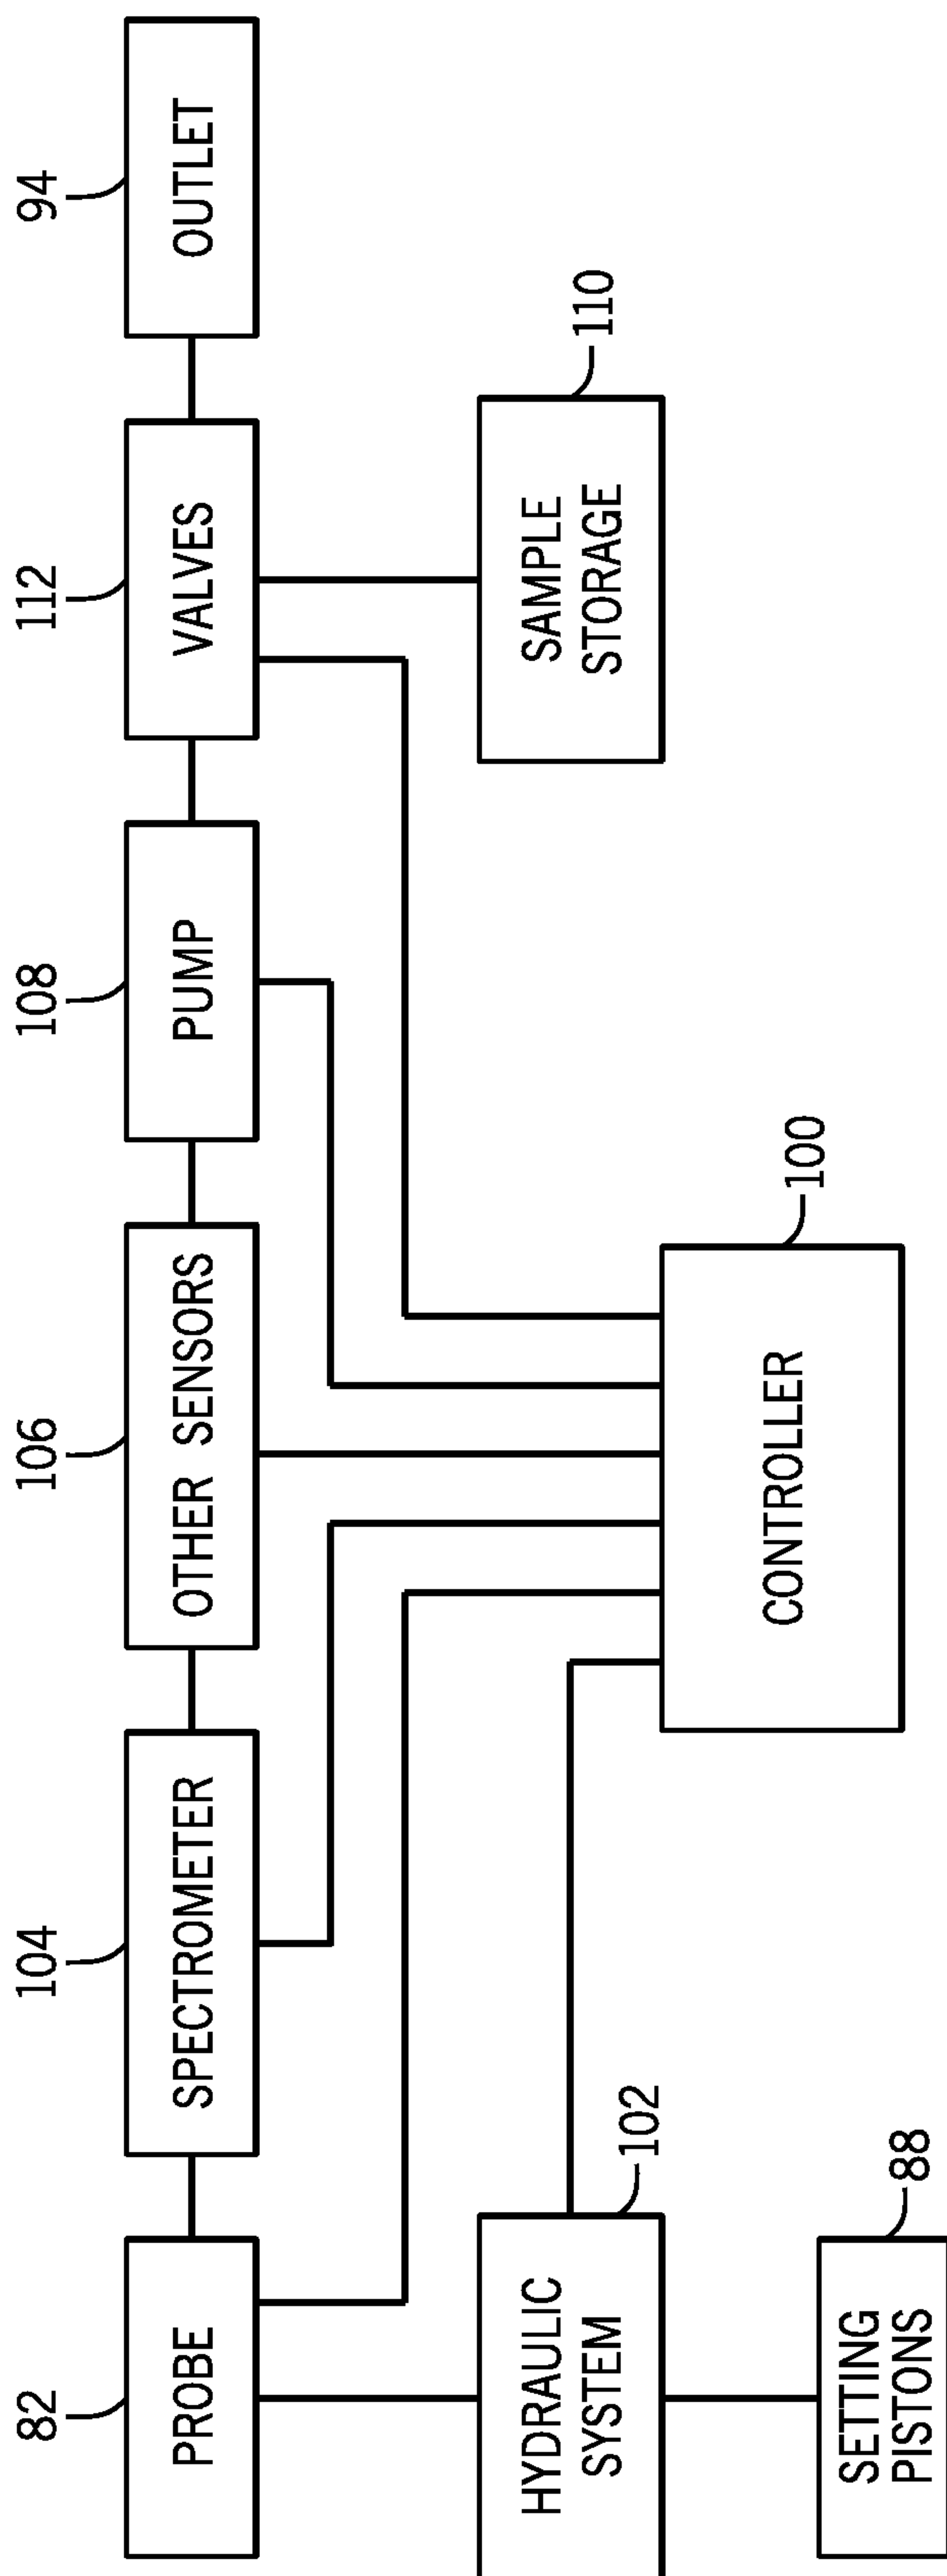 82
104
106
108
112
94
PROBE
SPECTROMETER
OTHER SENSORS
PUMP
VALVES
OUTLET
HYDRAULIC
SYSTEM
102
SAMPLE
STORAGE
110
CONTROLLER
100
SETTING
PISTONS
88